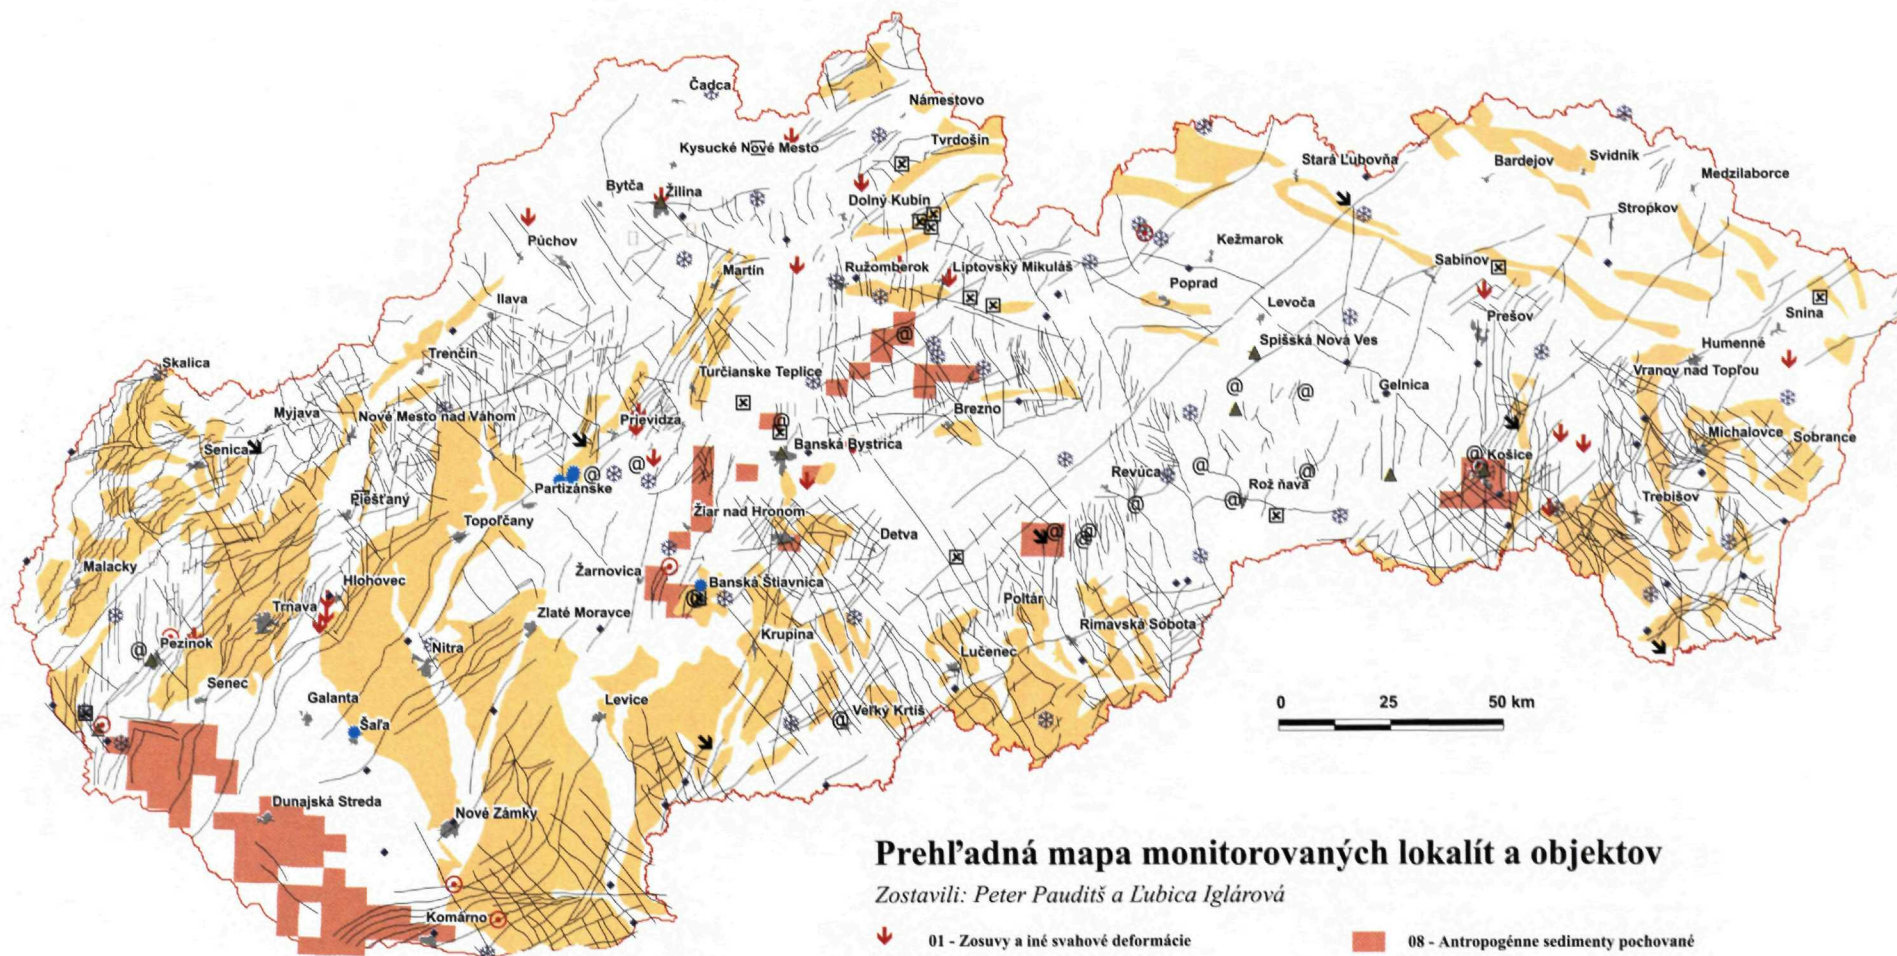 Čadca
Námestovo
Tvrdošín
Kysucké Nové Mesto
Stará Ľubovňa
Bardejov
Svidník
Medzilaborce
Bytča
Žilina
Dolný Kubín
Stropkov
Púchov
Kežmarok
Martin
Ružomberok
Liptovský Mikuláš
Sabinov
Poprad
Ilava
Levoča
Snina
Prešov
Spišská Nová Ves
Humenné
Trenčín
Skalica
Turčianske Teplice
Vranov nad Topľou
Gelnica
Myjava
Nové Mesto nad Váhom
Prievidza
Brezno
Michalovce
Sobrance
Senica
Banská Bystrica
Košice
Revúca
Rož ňava
Partizánske
Piešťany
Trebišov
Žiar nad Hronom
Topoľčany
Detva
Malacky
Hlohovec
Žarnovica
Banská Štiavnica
Trnava
Zlaté Moravce
Poltár
Rimavská Sobota
Krupina
Pezinok
Nitra
Lučenec
Senec
Galanta
Levice
Veľký Krtíš
0 25 50 km
Šaľa
Dunajská Streda
Nové Zámky
Prehľadná mapa monitorovaných lokalít a objektov
Zostavili: Peter Pauditš a Ľubica Iglárová
Komárno
01 - Zosuvy a iné svahové deformácie
08 - Antropogénne sedimenty pochované